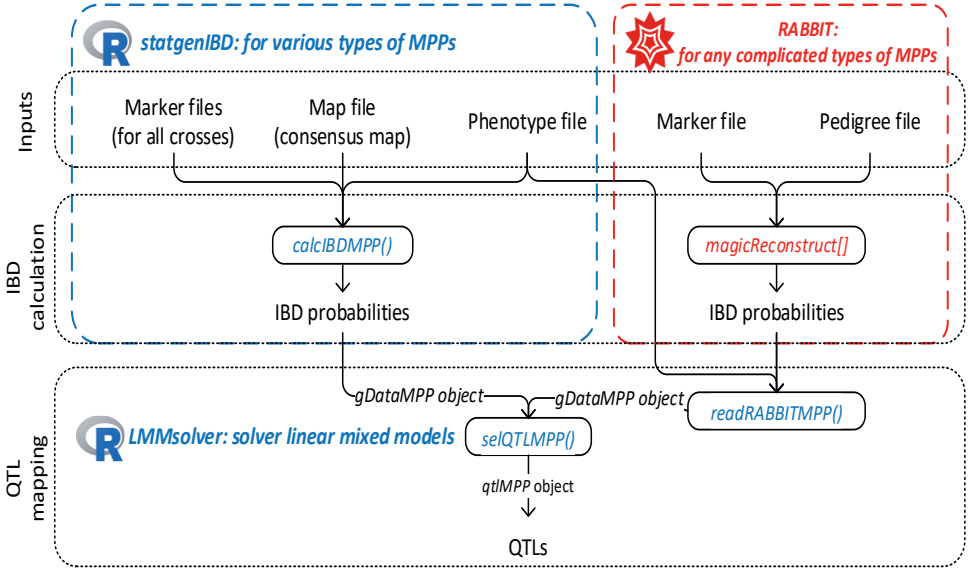 R
statgenIBD: for various types of MPPs
RABBIT:
for any complicated types of MPPs
Inputs
Marker files
(for all crosses)
Map file
(consensus map)
Phenotype file
Marker file
Pedigree file
IBD
calculation
calcIBDMPP()
magicReconstruct[]
IBD probabilities
IBD probabilities
QTL
mapping
gDataMPP object
gDataMPP object
readRABBITMPP()
R
LMMsolver: solver linear mixed models
selQTLMPP()
qtlMPP object
QTLs